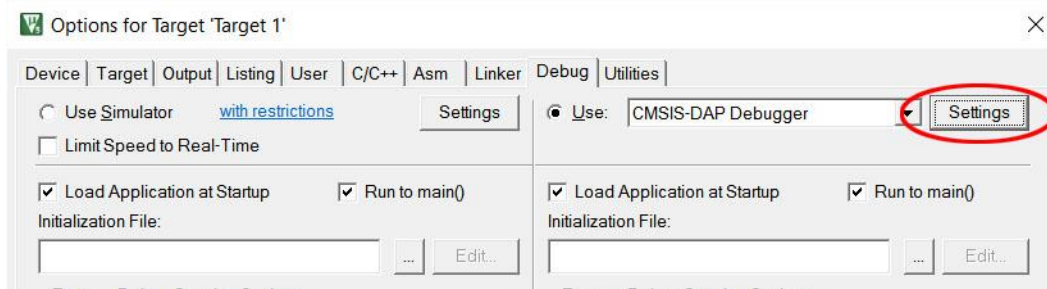 Options for Target 'Target 1'
Device Target Output Listing User C/C++ Asm Linker Debug Utilities
Use Simulator with restrictions Settings Use: CMSIS-DAP Debugger Settings
Limit Speed to Real-Time
Load Application at Startup Run to main() Load Application at Startup Run to main()
Initialization File: Initialization File:
... Edit... ... Edit...